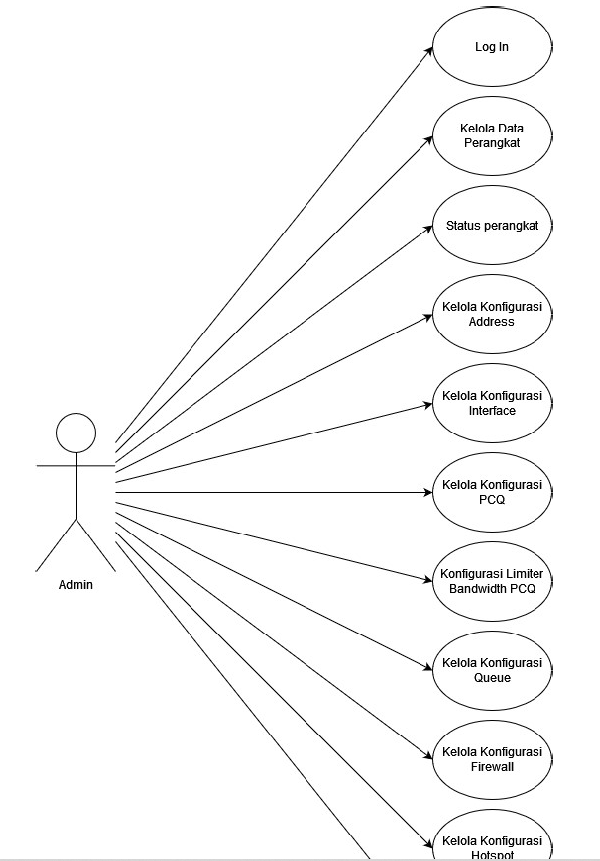 Log In
Kelola Data
Perangkat
Status perangkat
Kelola Konfigurasi
Address
Kelola Konfigurasi
Interface
Kelola Konfigurasi
PCQ
Konfigurasi Limiter
Bandwidth PCQ
Kelola Konfigurasi
Queue
Kelola Konfigurasi
Firewall
Kelola Konfigurasi
Hotspot
Admin